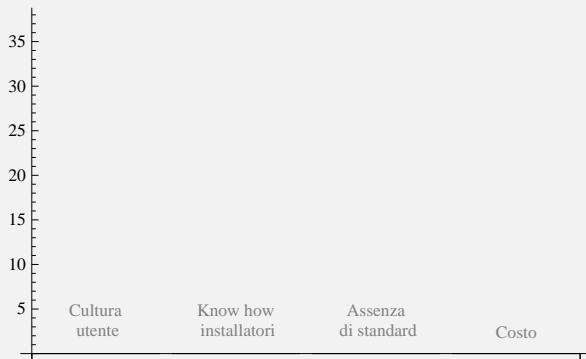 35
30
25
20
15
10
5
Cultura
utente
Know how
installatori
Assenza
di standard
Costo